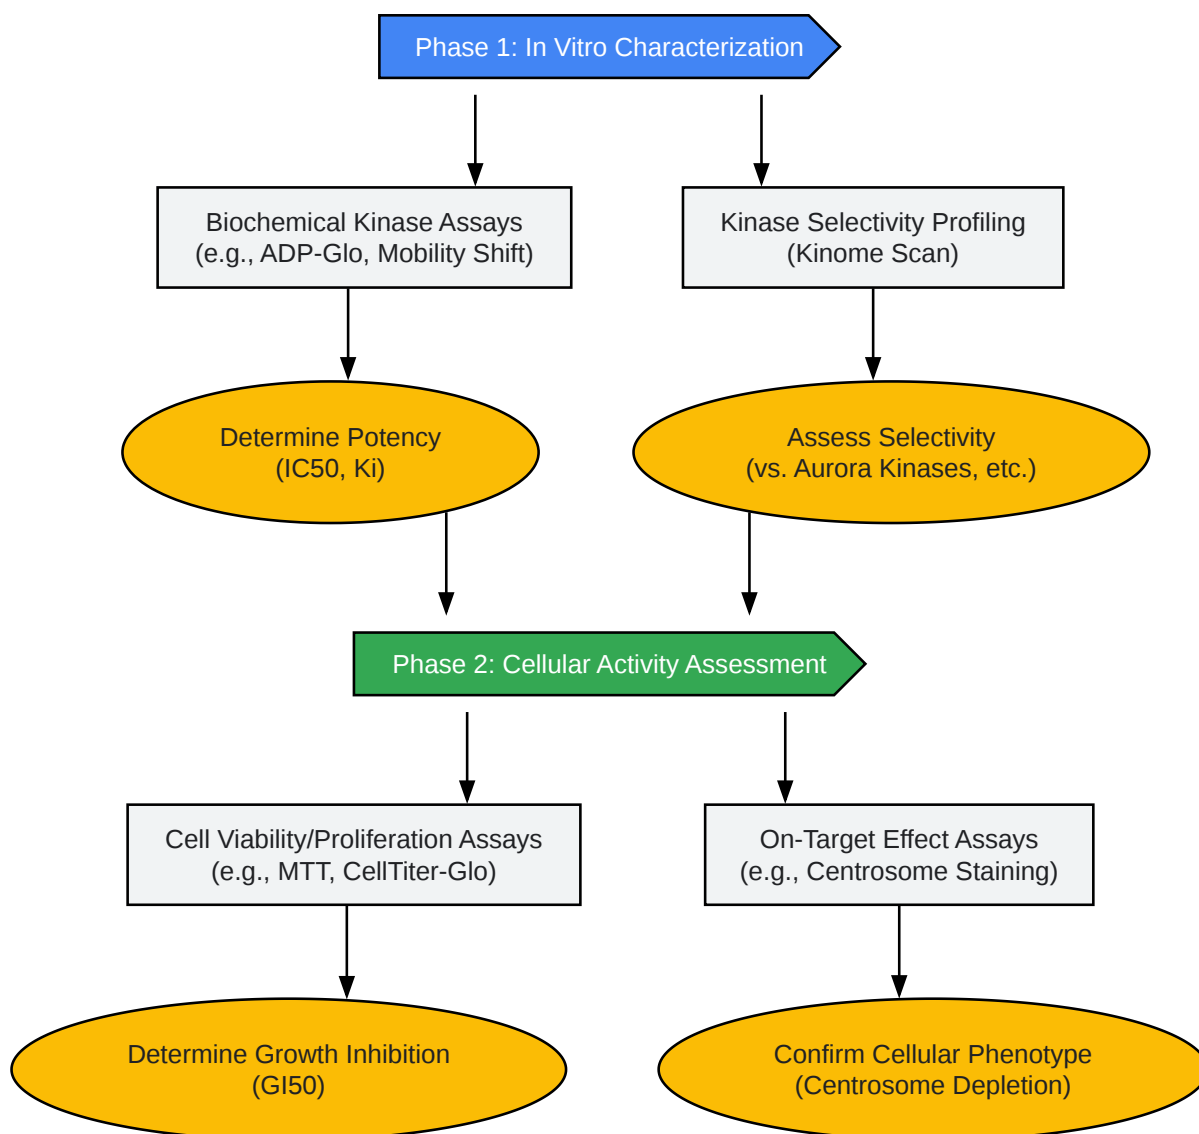 Phase 1: In Vitro Characterization
Biochemical Kinase Assays
(e.g., ADP-Glo, Mobility Shift)
Kinase Selectivity Profiling
(Kinome Scan)
Determine Potency
(IC50, Ki)
Assess Selectivity
(vs. Aurora Kinases, etc.)
Phase 2: Cellular Activity Assessment
Cell Viability/Proliferation Assays
(e.g., MTT, CellTiter-Glo)
On-Target Effect Assays
(e.g., Centrosome Staining)
Determine Growth Inhibition
(GI50)
Confirm Cellular Phenotype
(Centrosome Depletion)